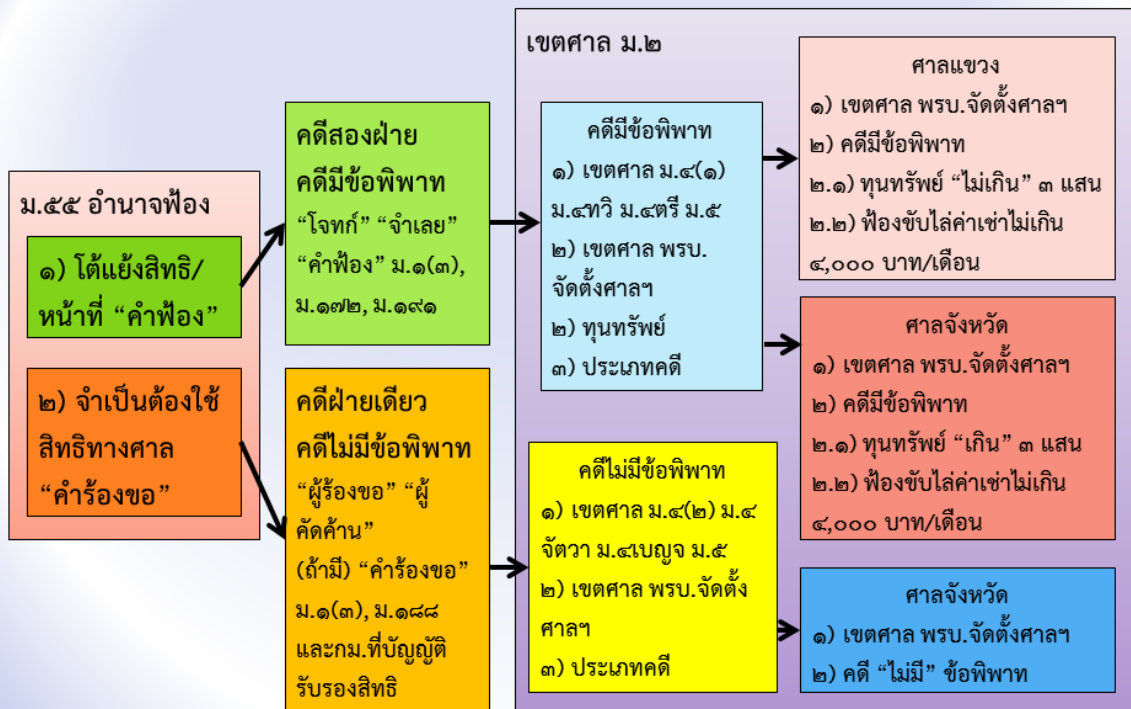 ม.๕๕ อำนาจฟ้อง
๑) โต้แย้งสิทธิ/
หน้าที่ “คำฟ้อง”
๒) จำเป็นต้องใช้
สิทธิทางศาล
“คำร้องขอ”
คดีสองฝ่าย
คดีมีข้อพิพาท
“โจทก์” “จำเลย”
“คำฟ้อง” ม.๑(๓),
ม.๑๗๒, ม.๑๙๑
คดีฝ่ายเดียว
คดีไม่มีข้อพิพาท
“ผู้ร้องขอ” “ผู้
คัดค้าน”
(ถ้ามี) “คำร้องขอ”
ม.๑(๓), ม.๑๘๘
และกม.ที่บัญญัติ
รับรองสิทธิ
เขตศาล ม.๒
คดีมีข้อพิพาท
๑) เขตศาล ม.๔(๑)
ม.๔ทวิ ม.๔ตรี ม.๕
๒) เขตศาล พรบ.
จัดตั้งศาลฯ
๒) ทุนทรัพย์
๓) ประเภทคดี
คดีไม่มีข้อพิพาท
๑) เขตศาล ม.๔(๒) ม.๔
จัตวา ม.๔เบญจ ม.๕
๒) เขตศาล พรบ.จัดตั้ง
ศาลฯ
๓) ประเภทคดี
ศาลแขวง
๑) เขตศาล พรบ.จัดตั้งศาลฯ
๒) คดีมีข้อพิพาท
๒.๑) ทุนทรัพย์ “ไม่เกิน” ๓ แสน
๒.๒) ฟ้องขับไล่ค่าเช่าไม่เกิน
๔,๐๐๐ บาท/เดือน
ศาลจังหวัด
๑) เขตศาล พรบ.จัดตั้งศาลฯ
๒) คดีมีข้อพิพาท
๒.๑) ทุนทรัพย์ “เกิน” ๓ แสน
๒.๒) ฟ้องขับไล่ค่าเช่าไม่เกิน
๔,๐๐๐ บาท/เดือน
ศาลจังหวัด
๑) เขตศาล พรบ.จัดตั้งศาลฯ
๒) คดี “ไม่มี” ข้อพิพาท